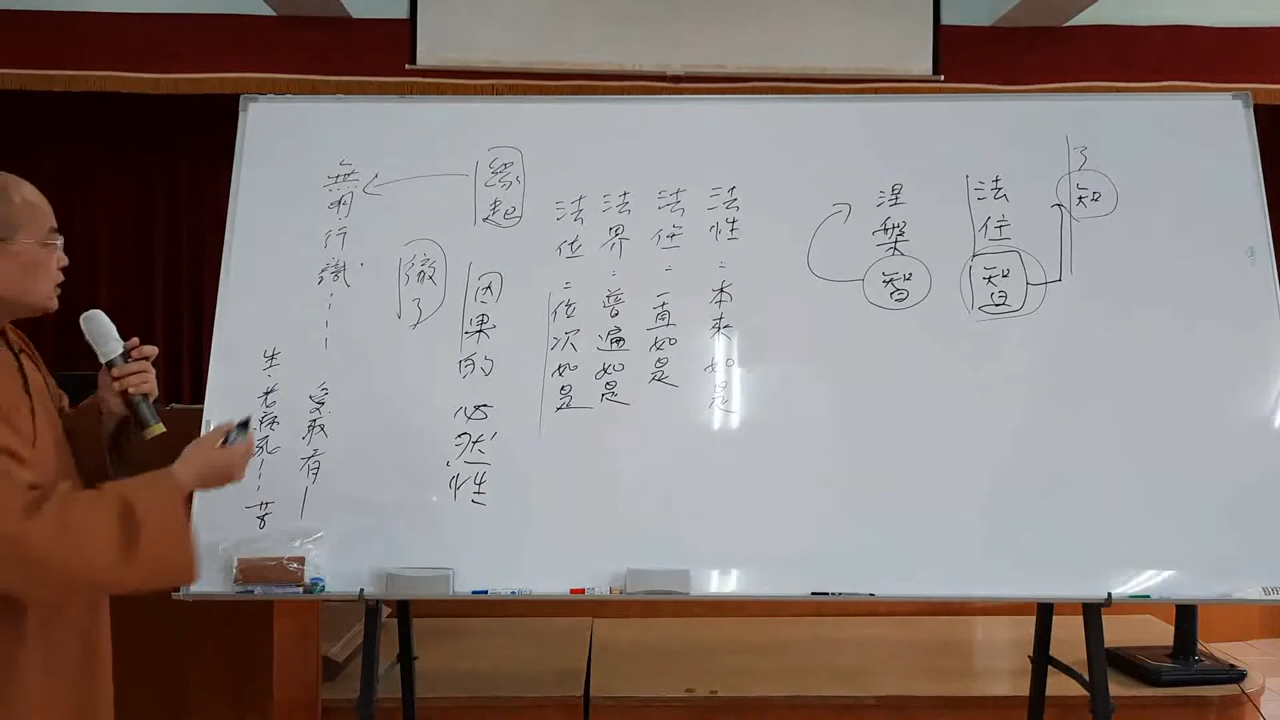 了知
法住智
涅槃智
法性：本來如是
法住：一直如是
法界：普遍如是
法位：位次如是
緣起
因果的必然性
徹了
無明．行．識．
受取有
生．老病死 苦